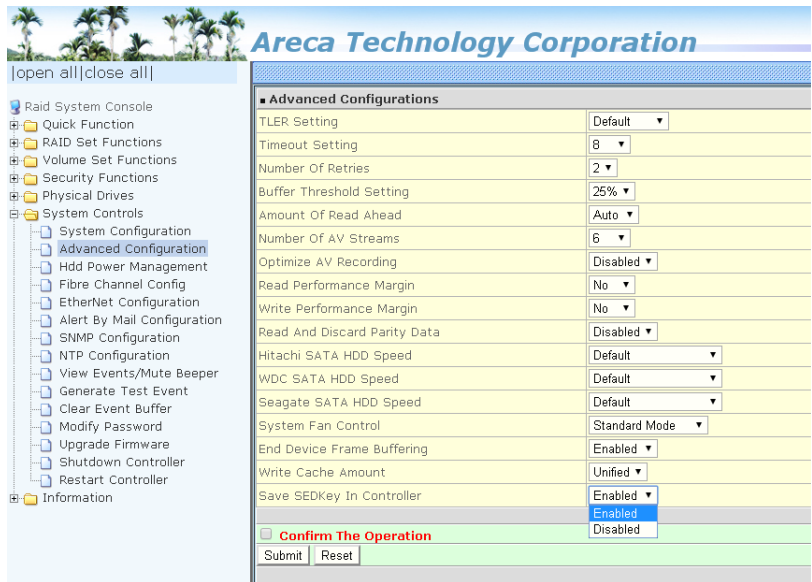 Areca Technology Corporation
|open all|close all|
Raid System Console
Quick Function
RAID Set Functions
Volume Set Functions
Security Functions
Physical Drives
System Controls
System Configuration
Advanced Configuration
Hdd Power Management
Fibre Channel Config
EtherNet Configuration
Alert By Mail Configuration
SNMP Configuration
NTP Configuration
View Events/Mute Beeper
Generate Test Event
Clear Event Buffer
Modify Password
Upgrade Firmware
Shutdown Controller
Restart Controller
Information
Advanced Configurations
TLER Setting Default
Timeout Setting 8
Number Of Retries 2
Buffer Threshold Setting 25%
Amount Of Read Ahead Auto
Number Of AV Streams 6
Optimize AV Recording Disabled
Read Performance Margin No
Write Performance Margin No
Read And Discard Parity Data Disabled
Hitachi SATA HDD Speed Default
WDC SATA HDD Speed Default
Seagate SATA HDD Speed Default
System Fan Control Standard Mode
End Device Frame Buffering Enabled
Write Cache Amount Unified
Save SEDKey In Controller Enabled
Enabled
Disabled
Confirm The Operation
Submit Reset